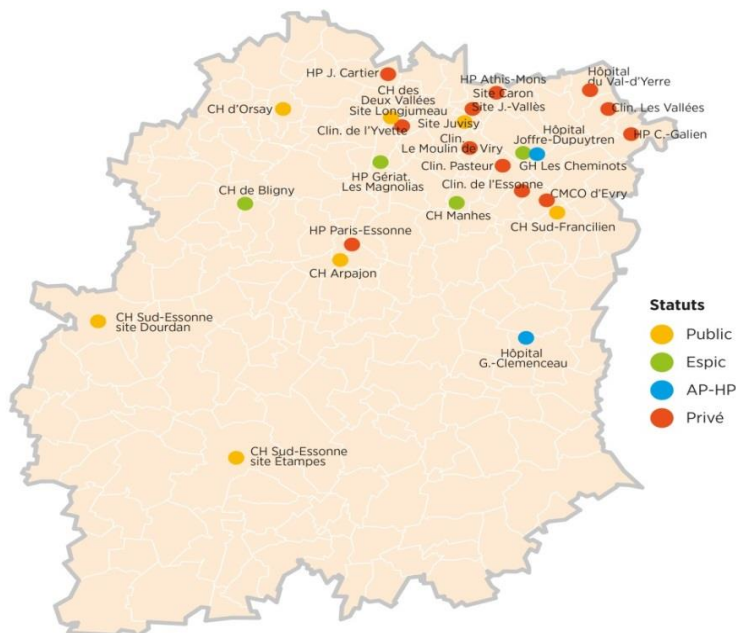 HP J. Cartier
CH des
Deux Vallées
Site Longjumeau
CH d'Orsay
Clin. de l'Yvette
HP Athis-Mons
Site Caron
Site J.-Vallès
Site Juvisy
Hôpital
du Val-d'Yerre
Clin. Les Vallées
HP C.-Galien
Clin.
Le Moulin de Viry
Hôpital
Joffre-Dupuytren
GH Les Cheminots
Clin. Pasteur
HP Gériat.
Les Magnolias
Clin. de l'Essonne
CMCO d'Evry
CH de Bligny
CH Manhes
CH Sud-Francilien
HP Paris-Essonne
CH Arpajon
CH Sud-Essonne
site Dourdan
Hôpital
G.-Clemenceau
CH Sud-Essonne
site Étampes
Statuts
Public
Espic
AP-HP
Privé